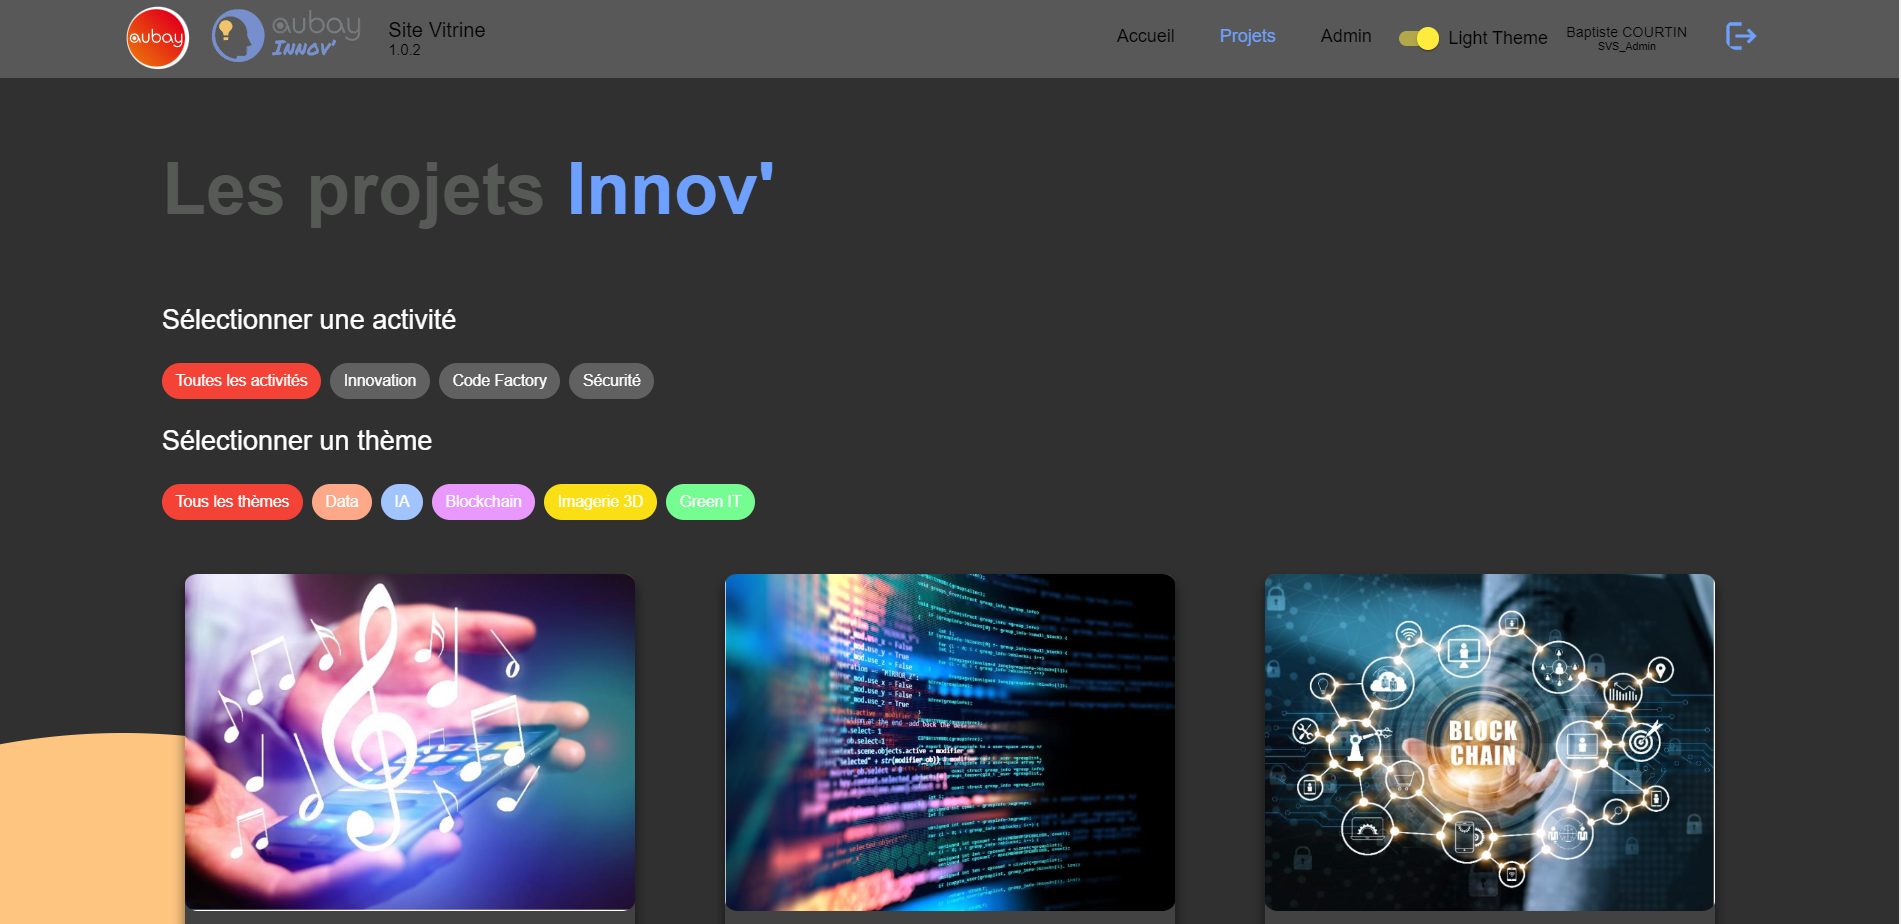 aubay
aubay
INNOV'
Site Vitrine
1.0.2
Accueil
Projets
Admin
Light Theme
Baptiste COURTIN
SVS_Admin
Les projets Innov'
Sélectionner une activité
Toutes les activités
Innovation
Code Factory
Sécurité
Sélectionner un thème
Tous les thèmes
Data
IA
Blockchain
Imagerie 3D
Green IT
BLOCK
CHAIN